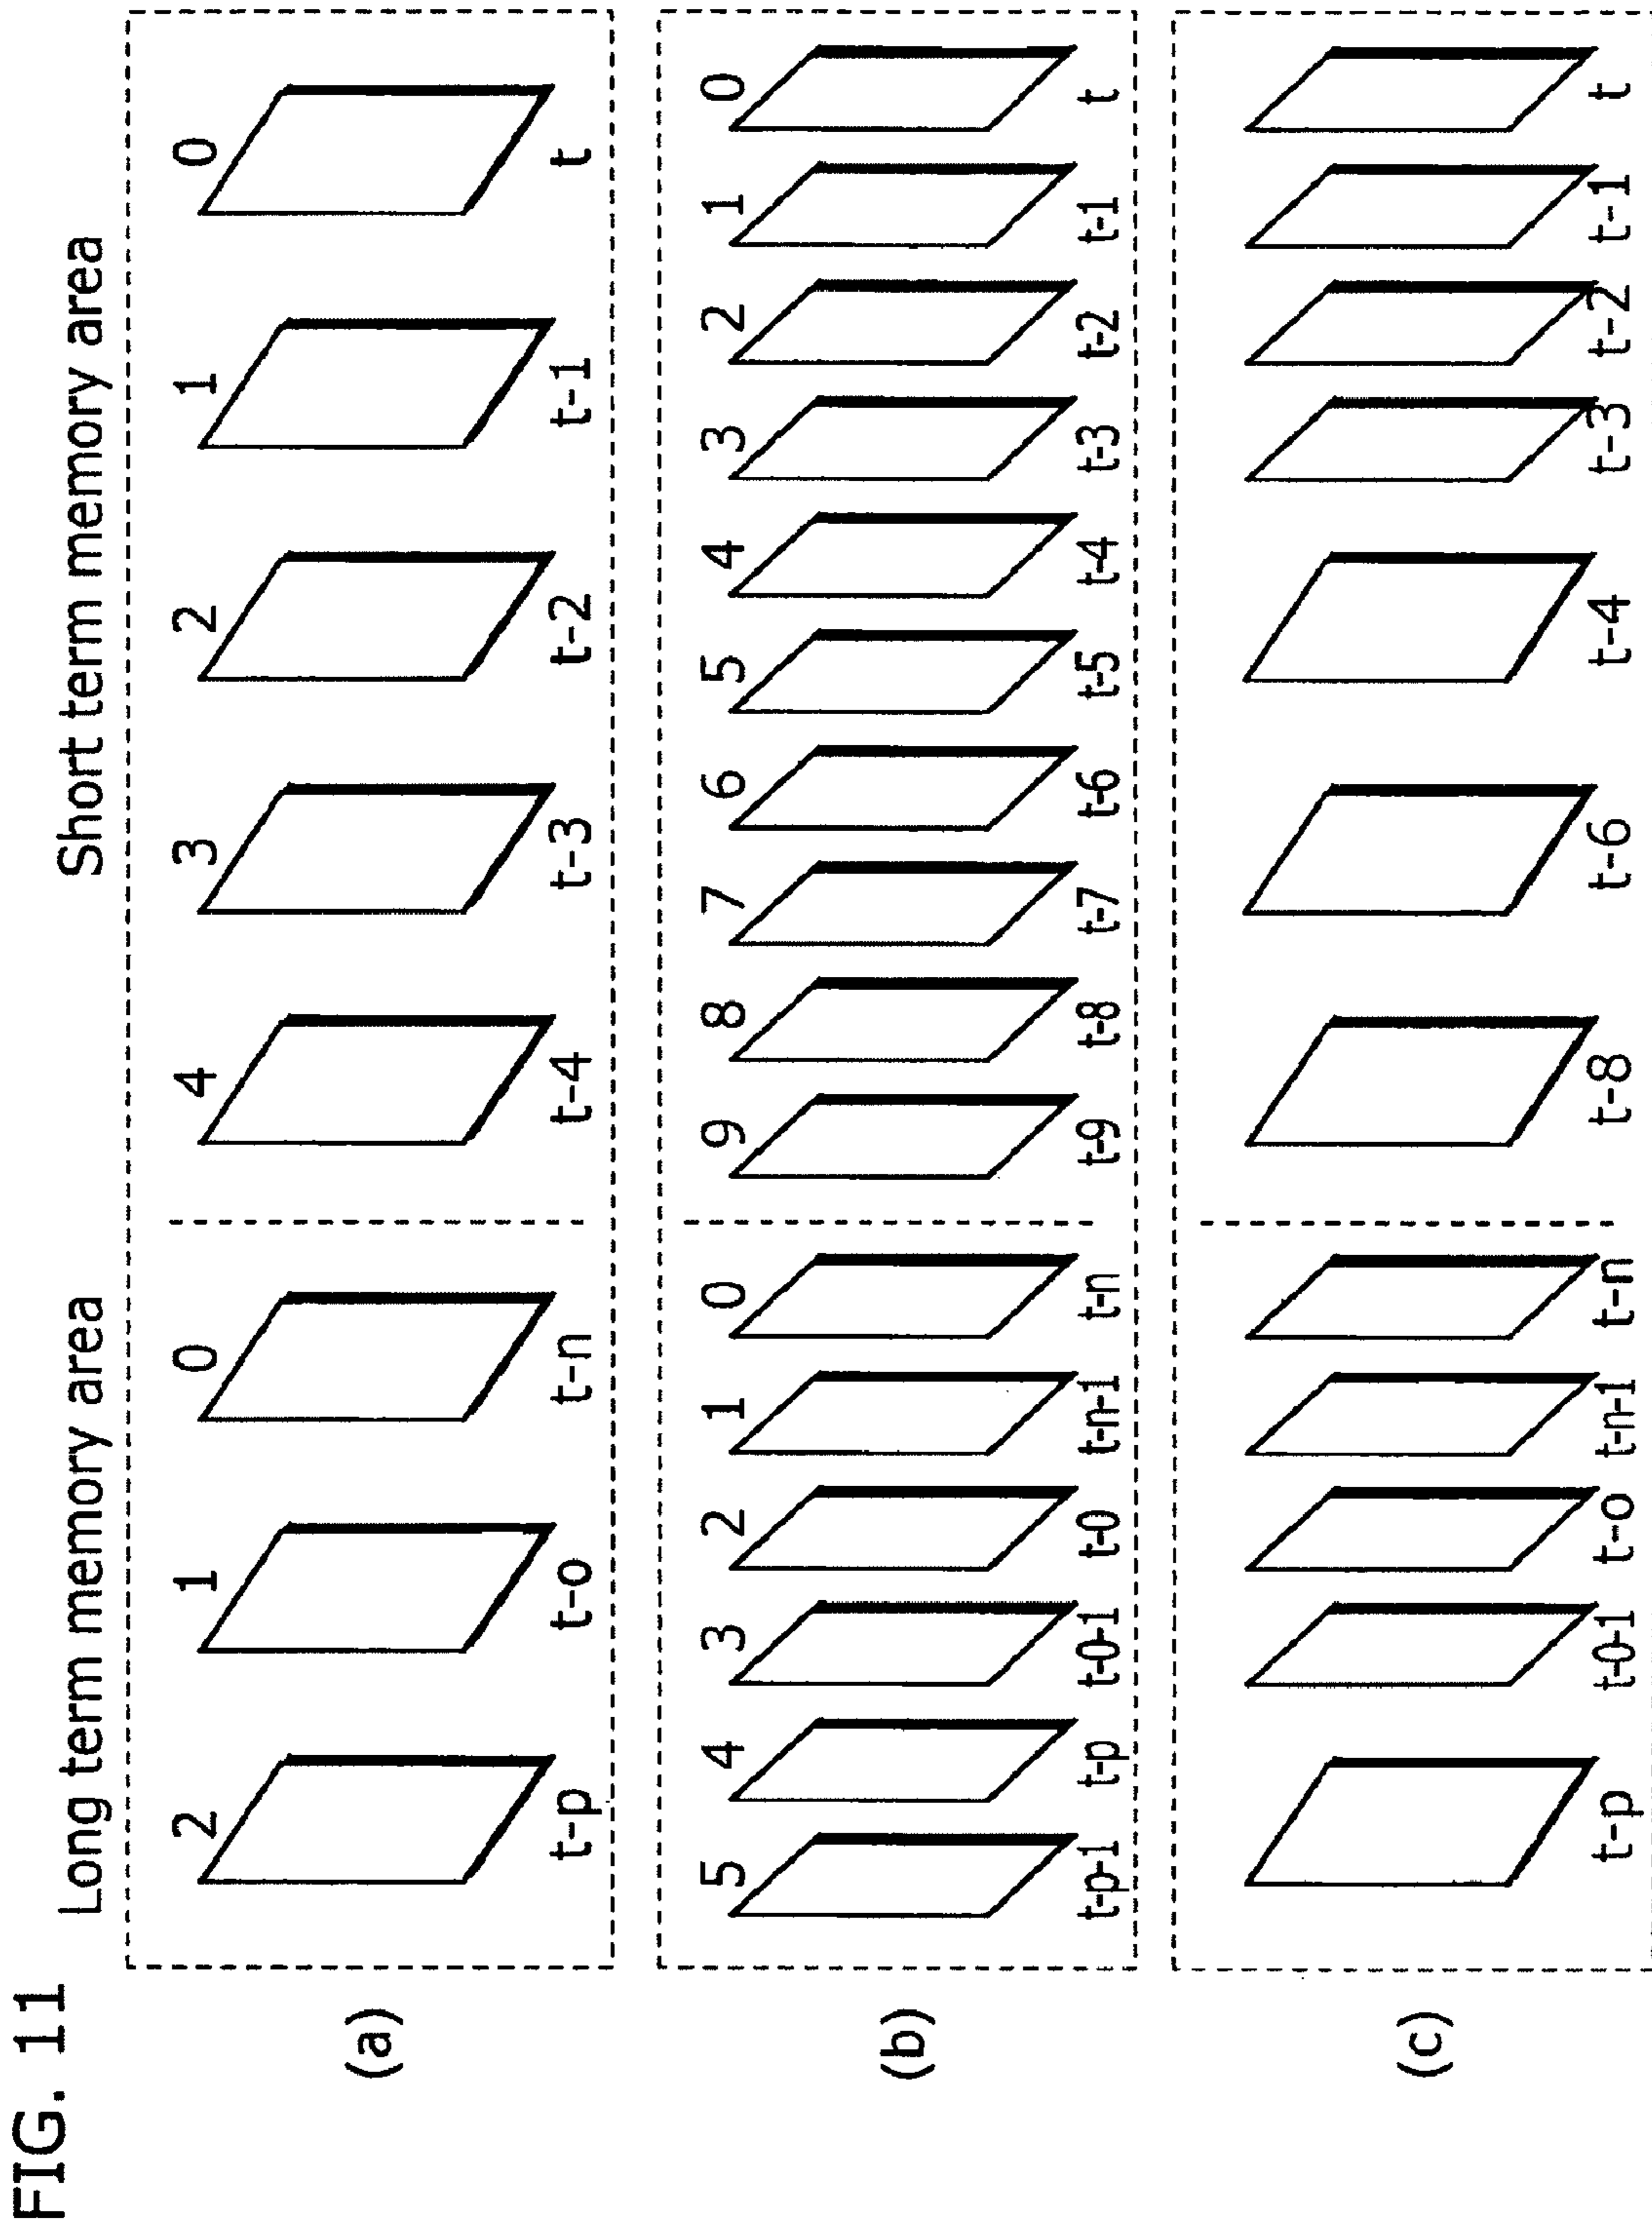 FIG. 11
Long term memory area Short term memory area
(a)
2 1 0 4 3 2 1 0
t-p t-o t-n t-4 t-3 t-2 t-1 t
(b)
5 4 3 2 1 0 9 8 7 6 5 4 3 2 1 0
t-p-1 t-p t-0-1 t-0 t-n-1 t-n t-9 t-8 t-7 t-6 t-5 t-4 t-3 t-2 t-1 t
(c)
t-p t-0-1 t-o t-n-1 t-n t-8 t-6 t-4 t-3 t-2 t-1 t